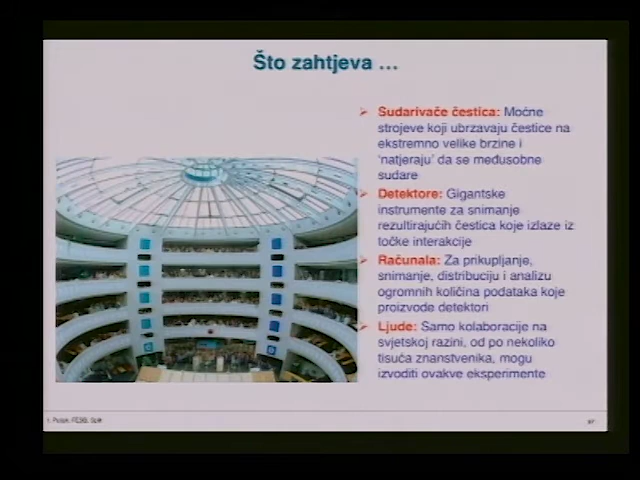 Što zahtjeva ...
Sudarivače čestica: Moćne
strojeve koji ubrzavaju čestice na
ekstremno velike brzine i
'natjeraju' da se međusobne
sudare
Detektore: Gigantske
instrumente za snimanje
rezultirajućih čestica koje izlaze iz
točke interakcije
Računala: Za prikupljanje,
snimanje, distribuciju i analizu
ogromnih količina podataka koje
proizvode detektori
Ljude: Samo kolaboracije na
svjetskoj razini, od po nekoliko
tisuća znanstvenika, mogu
izvoditi ovakve eksperimente
FESB, Split